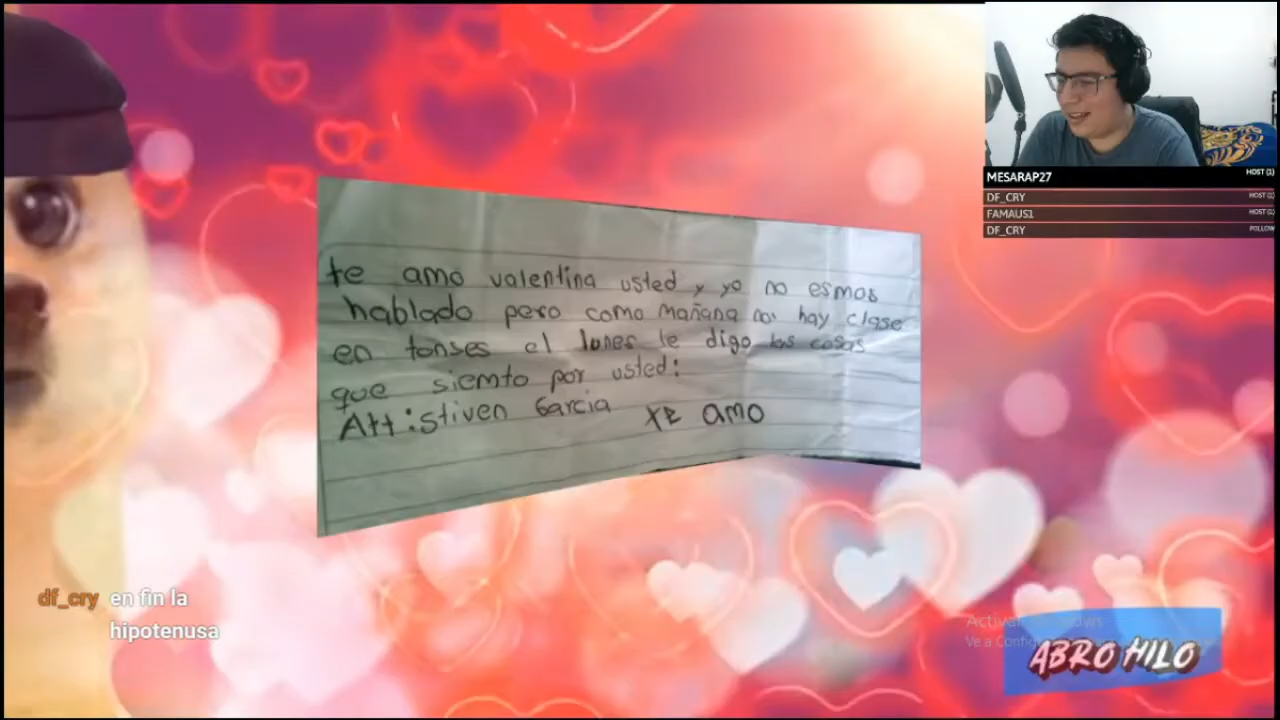 MESARAP27 HOST (1)
DF_CRY HOST (1)
FAMAUS1 HOST (1)
DF_CRY FOLLOW
te amo valentina usted y yo no esmos
hablado pero como mañana no hay clase
en tonses el lunes le digo las cosas
que siemto por usted:
Att: stiven Garcia te amo
df_cry en fin la
hipotenusa
Ve a
ABRO HILO